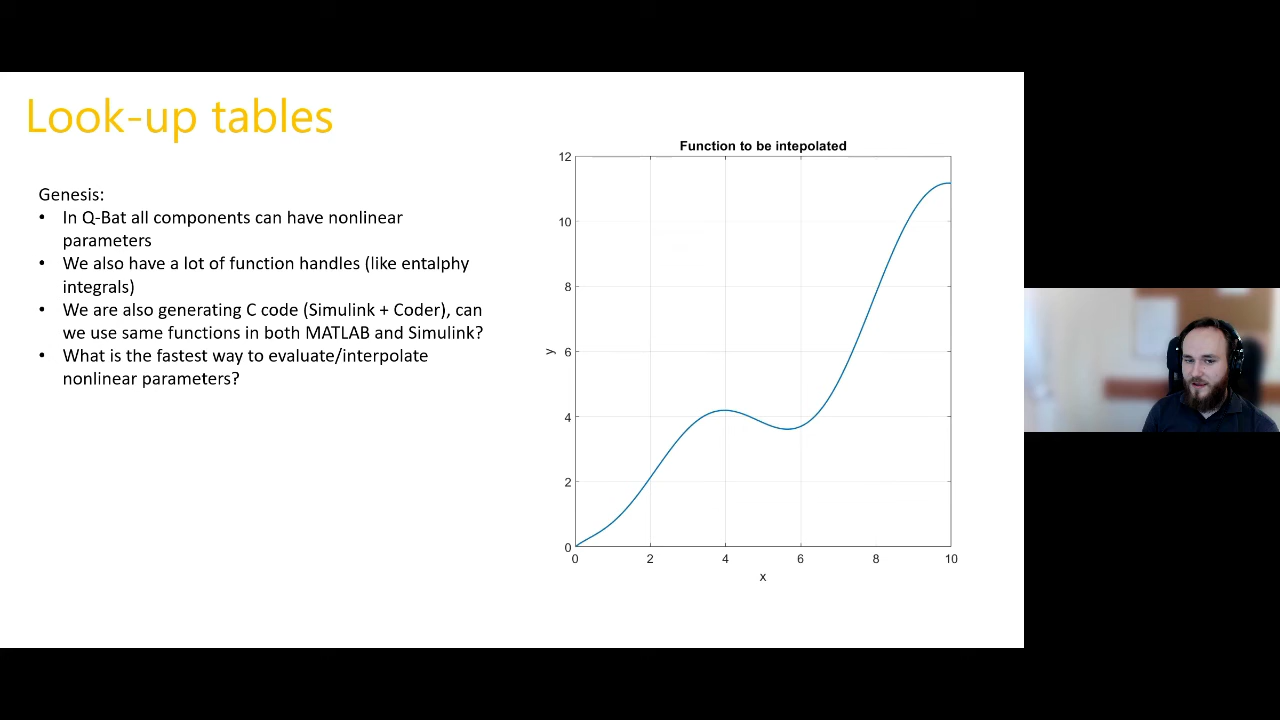 Look-up tables
Genesis:
• In Q-Bat all components can have nonlinear
parameters
• We also have a lot of function handles (like entalphy
integrals)
• We are also generating C code (Simulink + Coder), can
we use same functions in both MATLAB and Simulink?
• What is the fastest way to evaluate/interpolate
nonlinear parameters?
Function to be intepolated
12
10
8
6
4
2
0
y
0 2 4 6 8 10
x